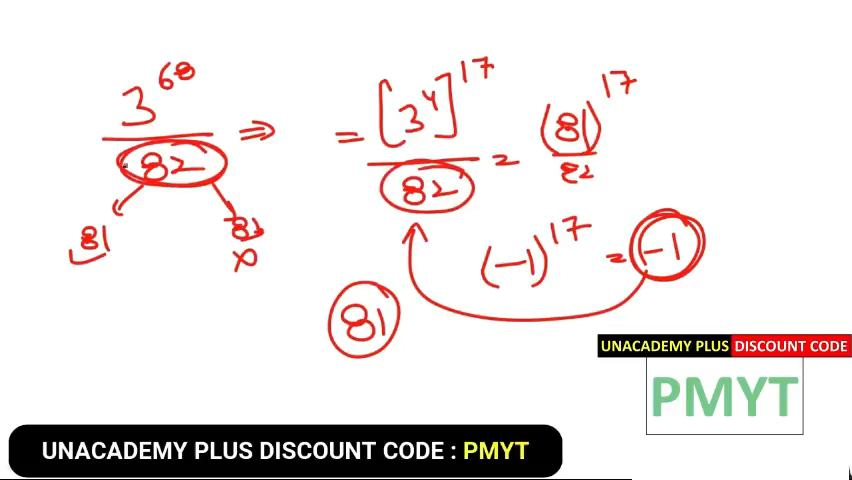 3^68 / 82 ⇒ = [3^4]^17 / 82 = (81)^17 / 82
81
(-1)^17 = -1
81
UNACADEMY PLUS DISCOUNT CODE
PMYT
UNACADEMY PLUS DISCOUNT CODE : PMYT